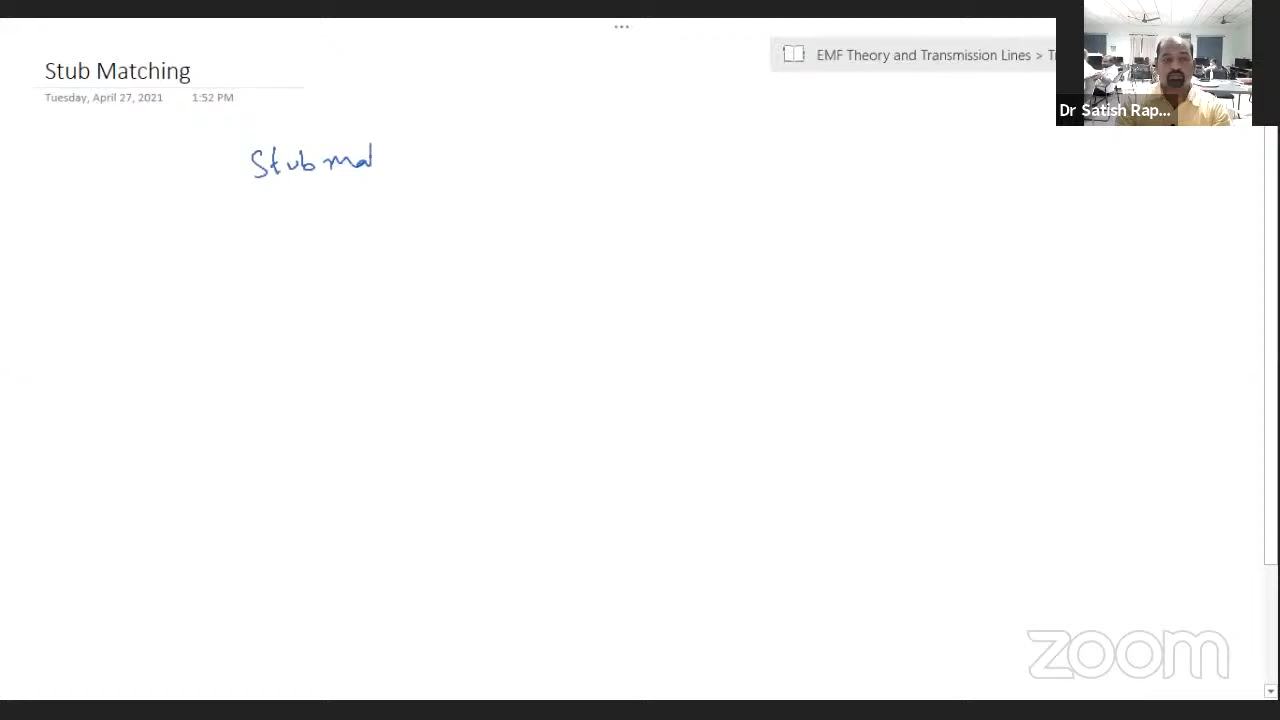 •••
EMF Theory and Transmission Lines > T
Stub Matching
Tuesday, April 27, 2021 1:52 PM
Dr Satish Rap...
Stub mat
zoom